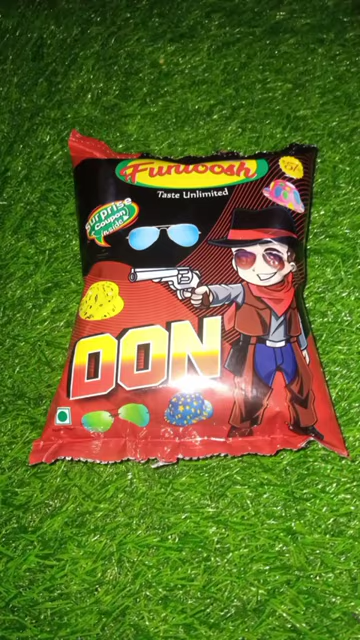 Funwoosh
Taste Unlimited
Surprise
Coupon
inside
DON